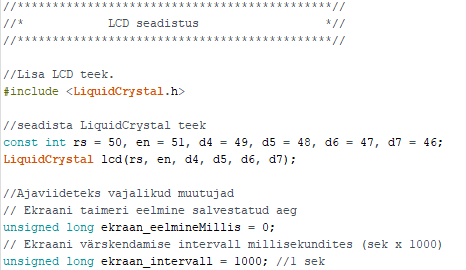 //*******************************************//
//*           LCD seadistus                 *//
//*******************************************//
//Lisa LCD teek.
#include <LiquidCrystal.h>
//seadista LiquidCrystal teek
const int rs = 50, en = 51, d4 = 49, d5 = 48, d6 = 47, d7 = 46;
LiquidCrystal lcd(rs, en, d4, d5, d6, d7);
//Ajaviideteks vajalikud muutujad
// Ekraani taimeri eelmine salvestatud aeg
unsigned long ekraan_eelmineMillis = 0;
// Ekraani värskendamise intervall millisekundites (sek x 1000)
unsigned long ekraan_intervall = 1000; //1 sek